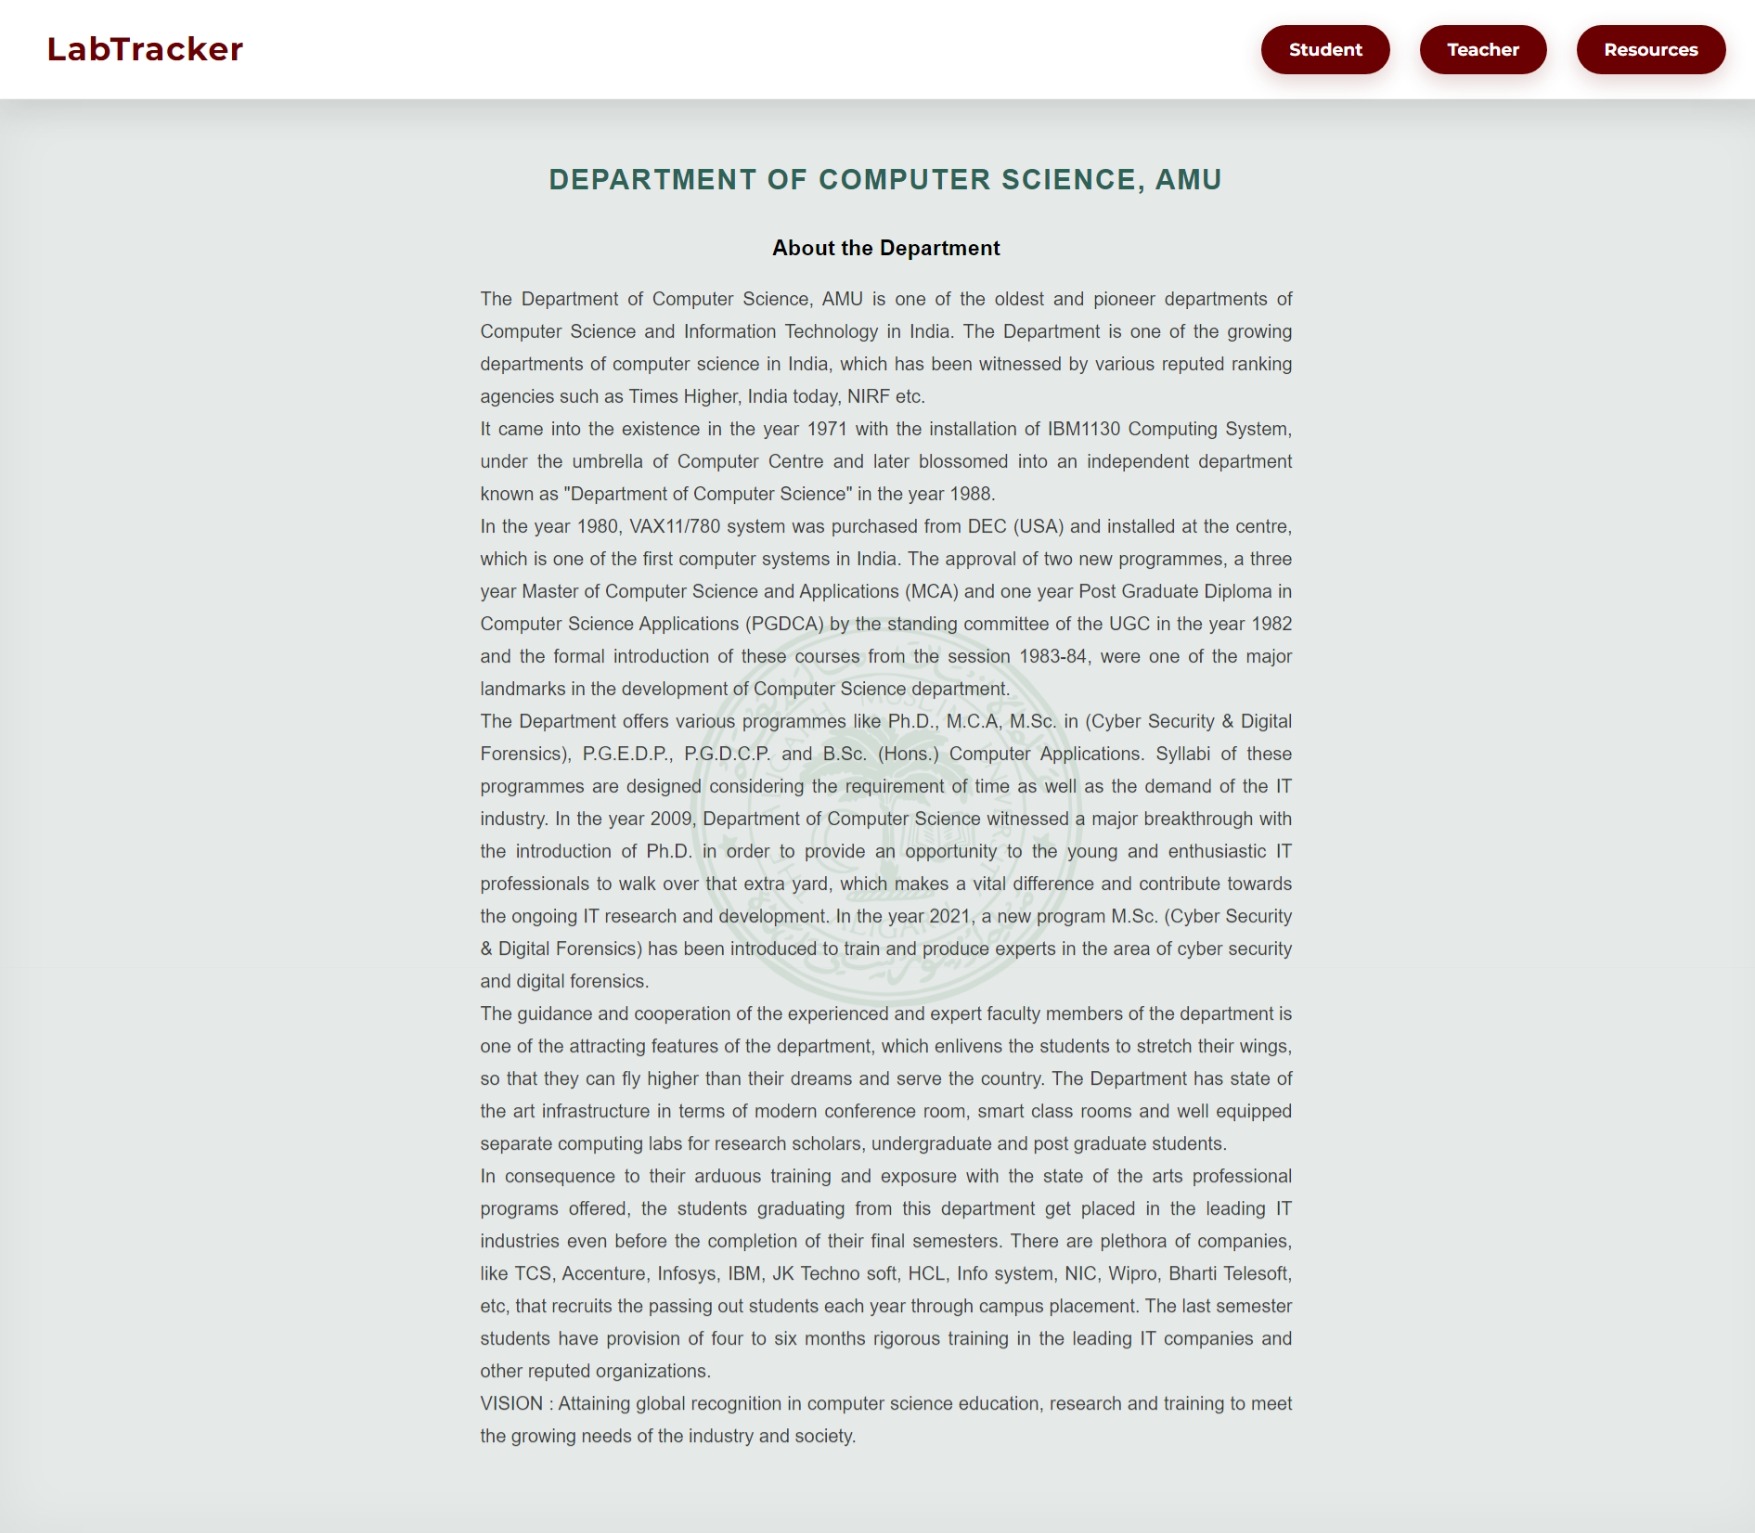 LabTracker
Student
Teacher
Resources
DEPARTMENT OF COMPUTER SCIENCE, AMU
About the Department
The Department of Computer Science, AMU is one of the oldest and pioneer departments of
Computer Science and Information Technology in India. The Department is one of the growing
departments of computer science in India, which has been witnessed by various reputed ranking
agencies such as Times Higher, India today, NIRF etc.
It came into the existence in the year 1971 with the installation of IBM1130 Computing System,
under the umbrella of Computer Centre and later blossomed into an independent department
known as "Department of Computer Science" in the year 1988.
In the year 1980, VAX11/780 system was purchased from DEC (USA) and installed at the centre,
which is one of the first computer systems in India. The approval of two new programmes, a three
year Master of Computer Science and Applications (MCA) and one year Post Graduate Diploma in
Computer Science Applications (PGDCA) by the standing committee of the UGC in the year 1982
and the formal introduction of these courses from the session 1983-84, were one of the major
landmarks in the development of Computer Science department.
The Department offers various programmes like Ph.D., M.C.A, M.Sc. in (Cyber Security & Digital
Forensics), P.G.E.D.P., P.G.D.C.P. and B.Sc. (Hons.) Computer Applications. Syllabi of these
programmes are designed considering the requirement of time as well as the demand of the IT
industry. In the year 2009, Department of Computer Science witnessed a major breakthrough with
the introduction of Ph.D. in order to provide an opportunity to the young and enthusiastic IT
professionals to walk over that extra yard, which makes a vital difference and contribute towards
the ongoing IT research and development. In the year 2021, a new program M.Sc. (Cyber Security
& Digital Forensics) has been introduced to train and produce experts in the area of cyber security
and digital forensics.
The guidance and cooperation of the experienced and expert faculty members of the department is
one of the attracting features of the department, which enlivens the students to stretch their wings,
so that they can fly higher than their dreams and serve the country. The Department has state of
the art infrastructure in terms of modern conference room, smart class rooms and well equipped
separate computing labs for research scholars, undergraduate and post graduate students.
In consequence to their arduous training and exposure with the state of the arts professional
programs offered, the students graduating from this department get placed in the leading IT
industries even before the completion of their final semesters. There are plethora of companies,
like TCS, Accenture, Infosys, IBM, JK Techno soft, HCL, Info system, NIC, Wipro, Bharti Telesoft,
etc, that recruits the passing out students each year through campus placement. The last semester
students have provision of four to six months rigorous training in the leading IT companies and
other reputed organizations.
VISION : Attaining global recognition in computer science education, research and training to meet
the growing needs of the industry and society.
THE ALIGARH MUSLIM UNIVERSITY
ALIGARH